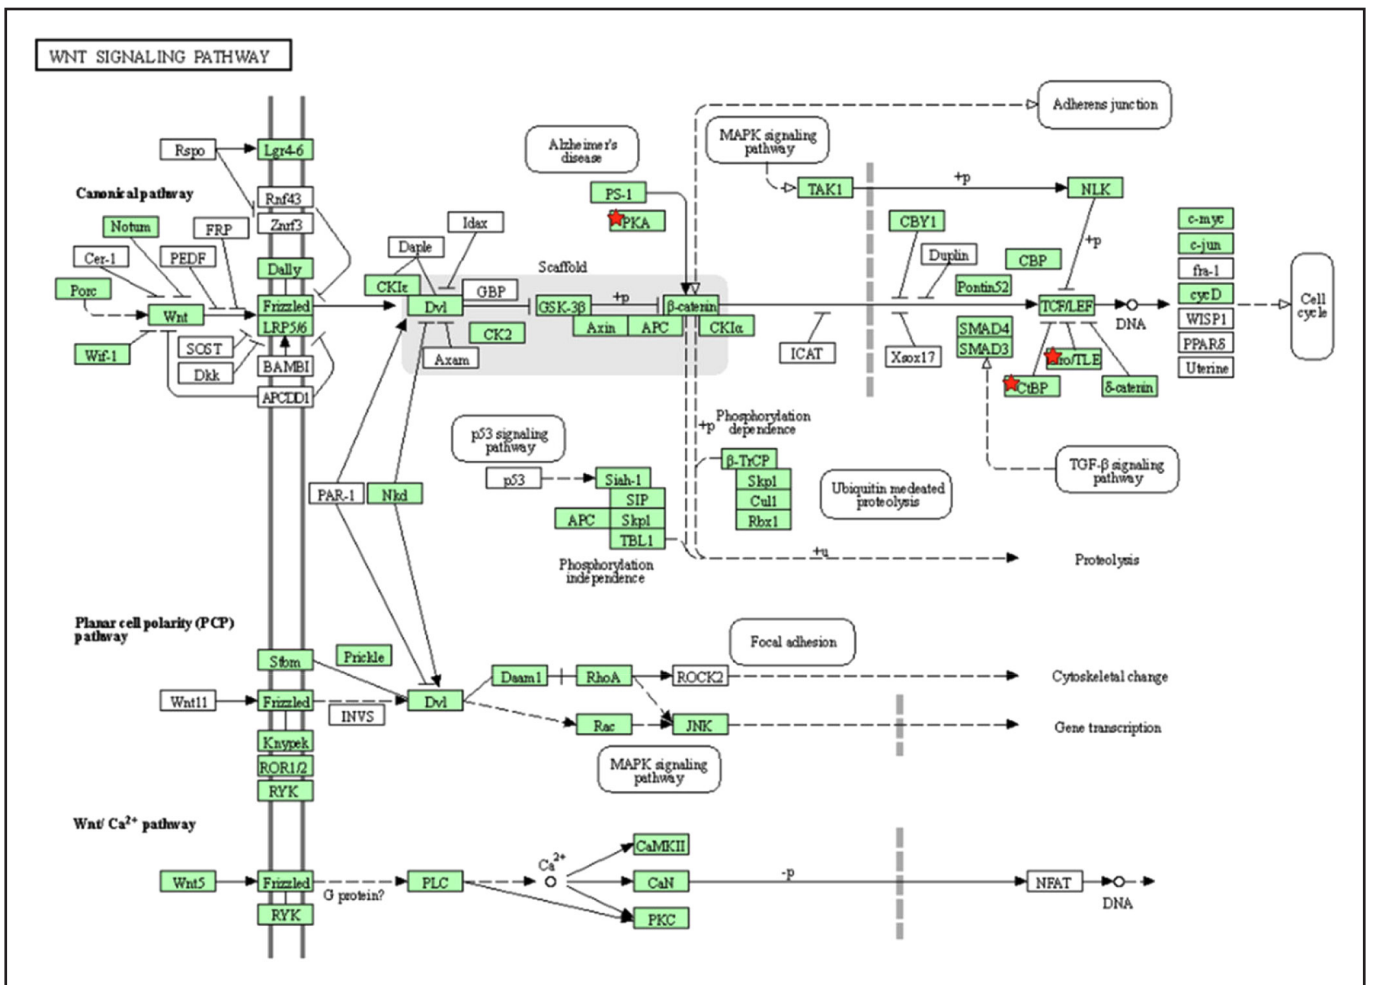 WNT SIGNALING PATHWAY
Adherens junction
Alzheimer's
disease
MAPK signaling
pathway
Rspo
Lgr4-6
PS-1
TAK1
+p
NLK
Canonical pathway
Rnf43
PKA
Znrf3
Notum
FRP
Idax
CBY1
c-myc
Daple
Duplin
+p
c-jun
Cer-1
PEDF
Dally
Scaffold
CBP
fra-1
Porc
CKIε
GBP
Pontin52
cycD
Wnt
Frizzled
Dvl
GSK-3β
+p
β-catenin
TCF/LEF
DNA
Cell
cycle
LRP5/6
CK2
Axin
APC
CKIα
SMAD4
WISP1
Wif-1
SOST
Axam
ICAT
Xsox17
SMAD3
PPARδ
Dkk
BAMBI
Gro/TLE
Uterine
APCDD1
CtBP
δ-catenin
p53 signaling
pathway
+p
Phosphorylation
dependence
TGF-β signaling
pathway
p53
Siah-1
β-TrCP
PAR-1
Nkd
SIP
Skp1
Ubiquitin medeated
proteolysis
APC
Skp1
Cul1
TBL1
Rbx1
Phosphorylation
independence
+u
Proteolysis
Planar cell polarity (PCP)
pathway
Focal adhesion
Stbm
Prickle
Daam1
RhoA
ROCK2
Cytoskeletal change
Wnt11
Frizzled
INVS
Dvl
Rac
JNK
Gene transcription
Knypek
ROR1/2
MAPK signaling
pathway
RYK
Wnt/ Ca2+ pathway
CaMKII
Ca2+
Wnt5
Frizzled
G protein?
PLC
CaN
-p
NFAT
DNA
RYK
PKC